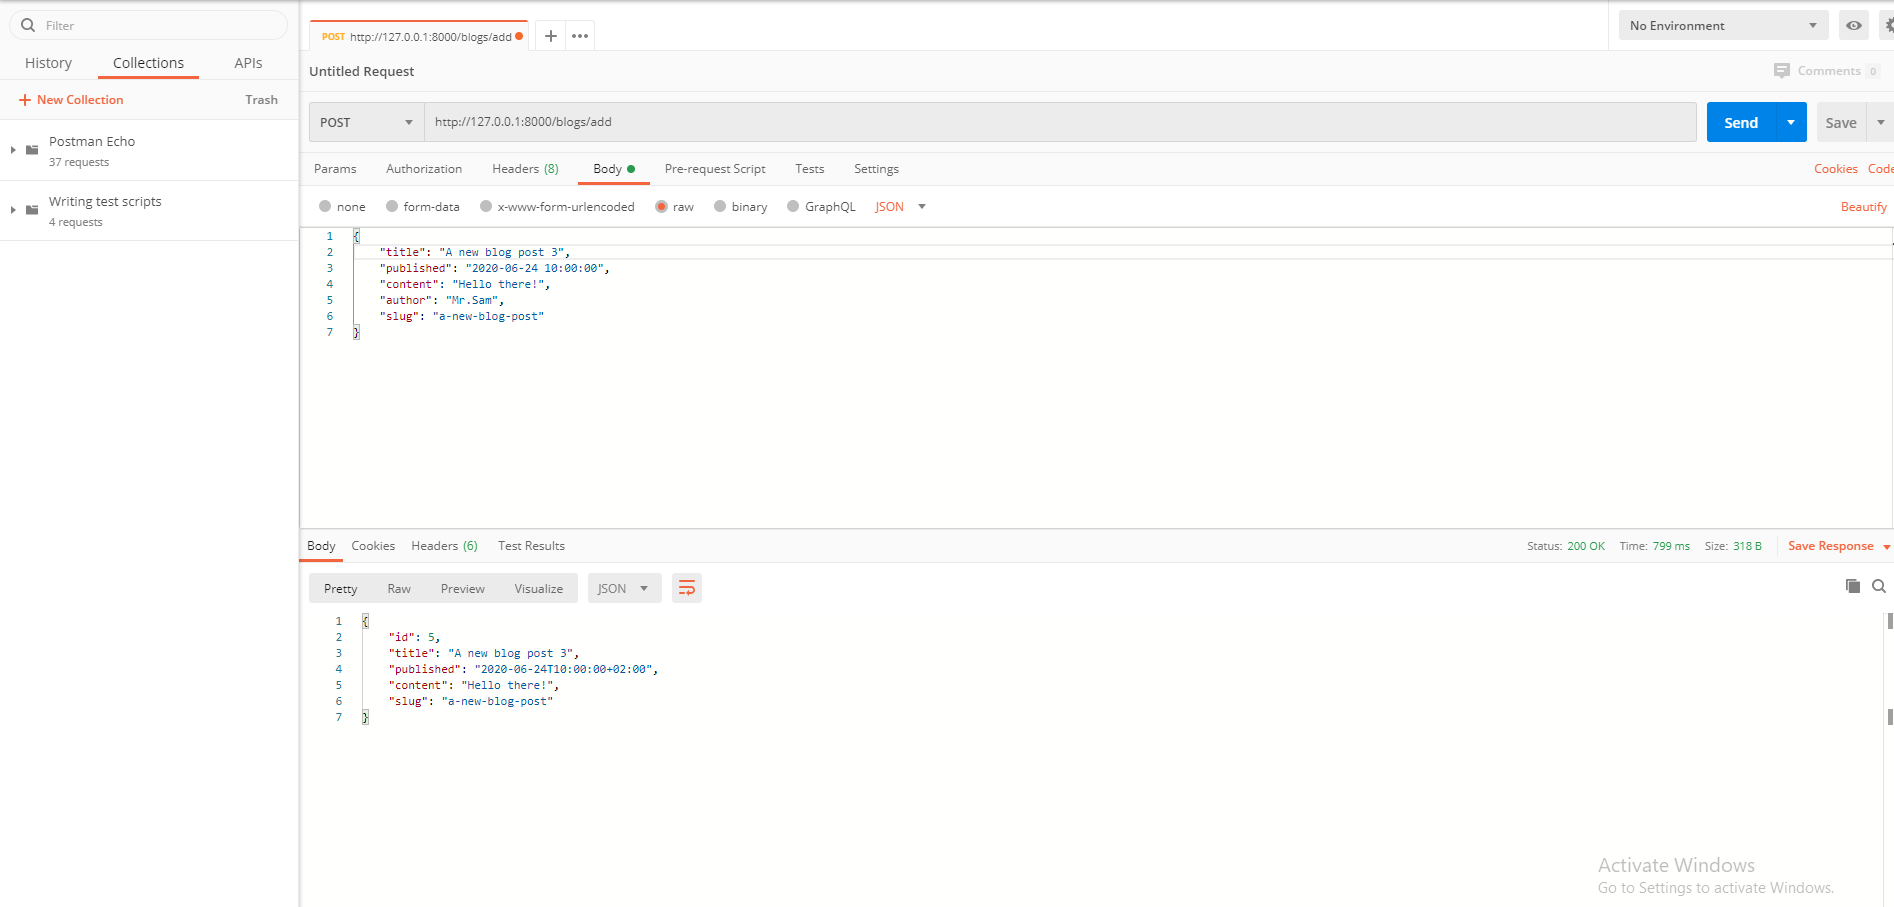 Filter
History Collections APIs
+ New Collection Trash
Postman Echo
37 requests
Writing test scripts
4 requests
POST http://127.0.0.1:8000/blogs/add
No Environment
Untitled Request
Comments 0
POST http://127.0.0.1:8000/blogs/add Send Save
Params Authorization Headers (8) Body Pre-request Script Tests Settings Cookies Code
none form-data x-www-form-urlencoded raw binary GraphQL JSON Beautify
1 {
2 "title": "A new blog post 3",
3 "published": "2020-06-24 10:00:00",
4 "content": "Hello there!",
5 "author": "Mr.Sam",
6 "slug": "a-new-blog-post"
7 }
Body Cookies Headers (6) Test Results Status: 200 OK Time: 799 ms Size: 318 B Save Response
Pretty Raw Preview Visualize JSON
1 {
2 "id": 5,
3 "title": "A new blog post 3",
4 "published": "2020-06-24T10:00:00+02:00",
5 "content": "Hello there!",
6 "slug": "a-new-blog-post"
7 }
Activate Windows
Go to Settings to activate Windows.